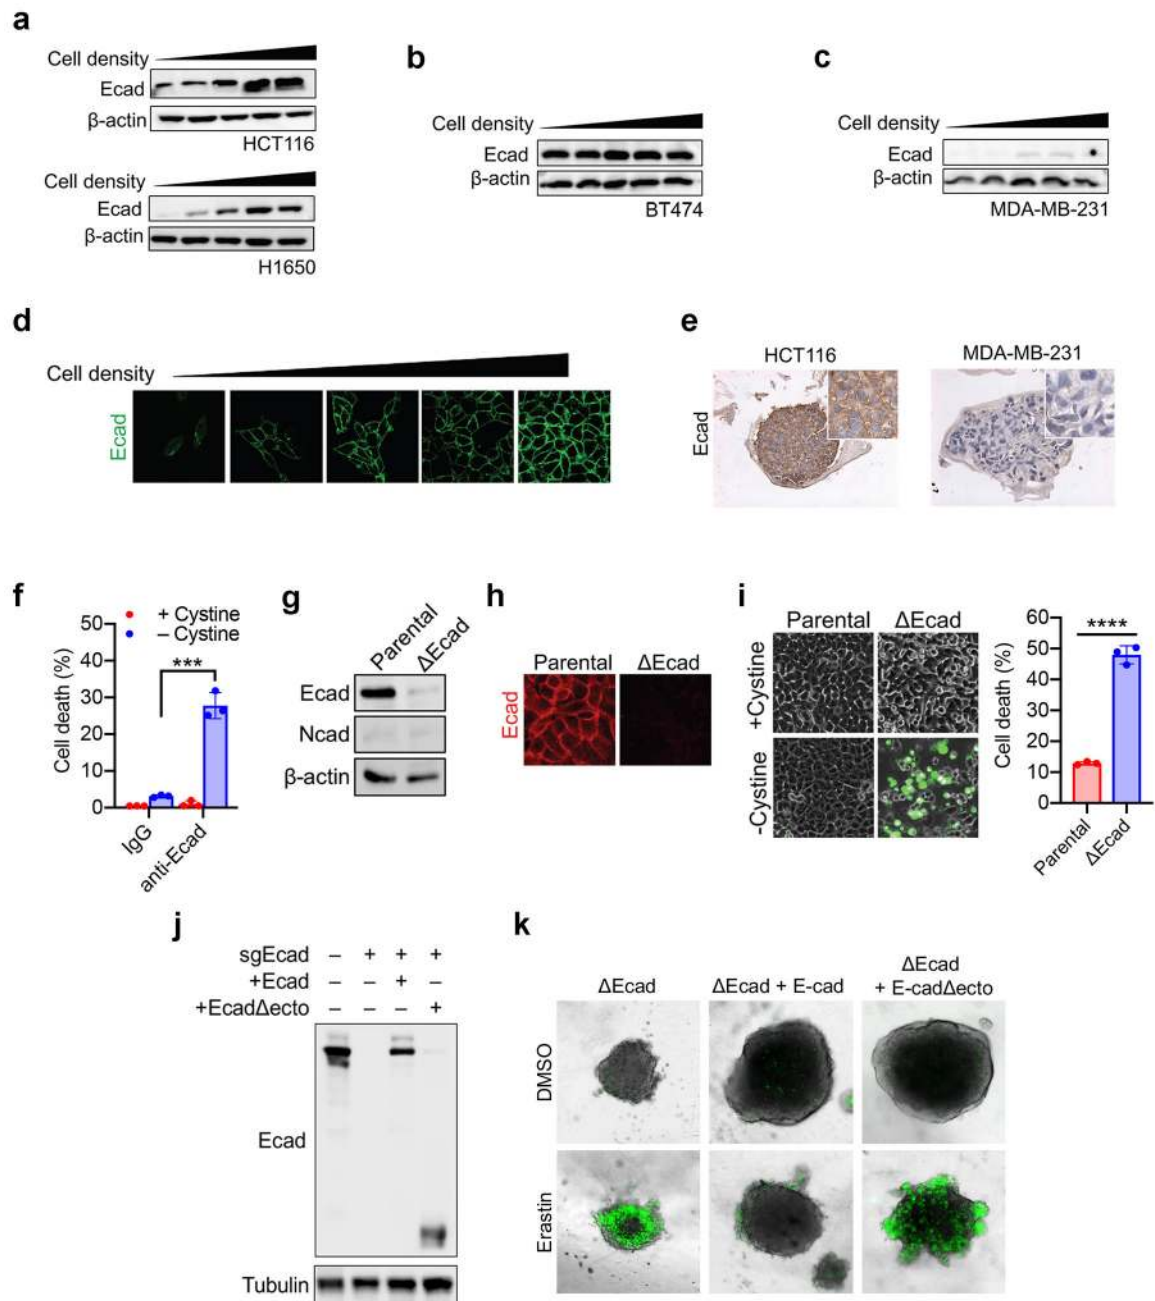 a
Cell density
Ecad
β-actin
HCT116
Cell density
Ecad
β-actin
H1650
b
Cell density
Ecad
β-actin
BT474
c
Cell density
Ecad
β-actin
MDA-MB-231
d
Cell density
Ecad
e
HCT116
MDA-MB-231
Ecad
f
+ Cystine
– Cystine
***
Cell death (%)
50
40
30
20
10
0
IgG
anti-Ecad
g
Parental
ΔEcad
Ecad
Ncad
β-actin
h
Parental ΔEcad
Ecad
i
Parental ΔEcad
+Cystine
-Cystine
****
Cell death (%)
60
50
40
30
20
10
0
Parental
ΔEcad
j
sgEcad – + + +
+Ecad – – + –
+EcadΔecto – – – +
Ecad
Tubulin
k
ΔEcad
ΔEcad + E-cad
ΔEcad
+ E-cadΔecto
DMSO
Erastin